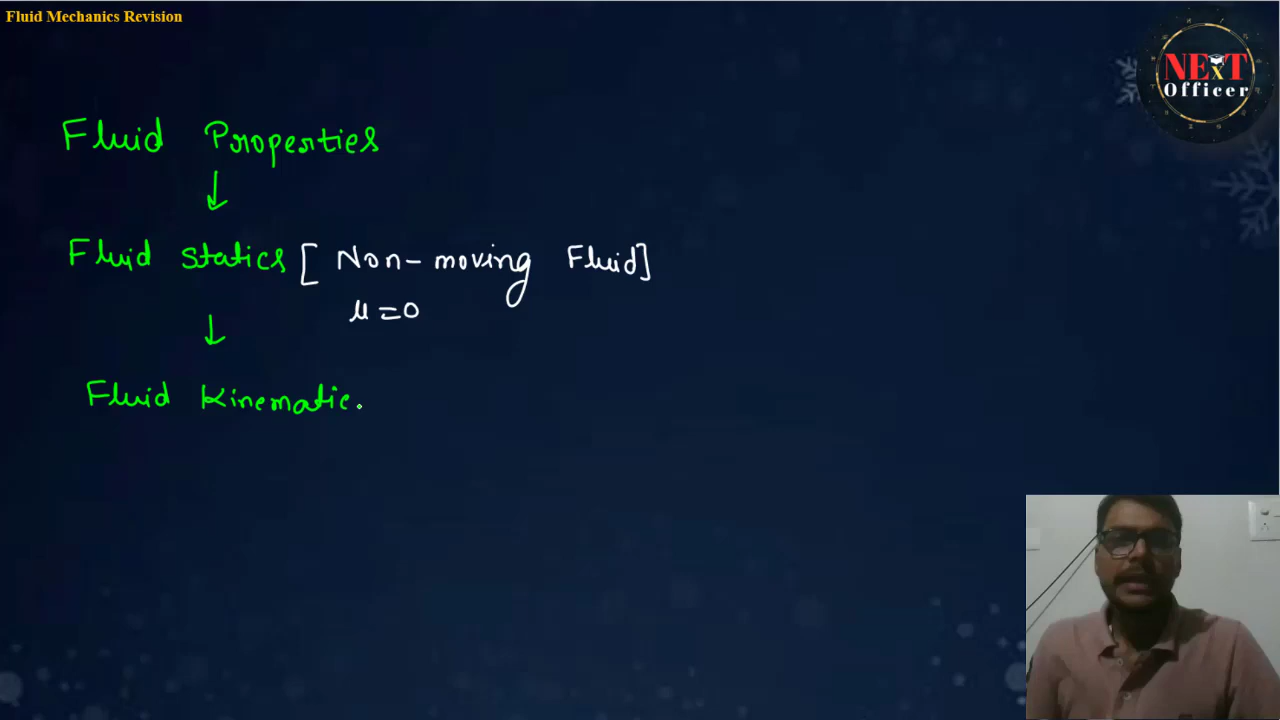 Fluid Mechanics Revision
NEXT
Officer
Fluid Properties
↓
Fluid Statics [ Non-moving Fluid]
μ=0
↓
Fluid Kinematic